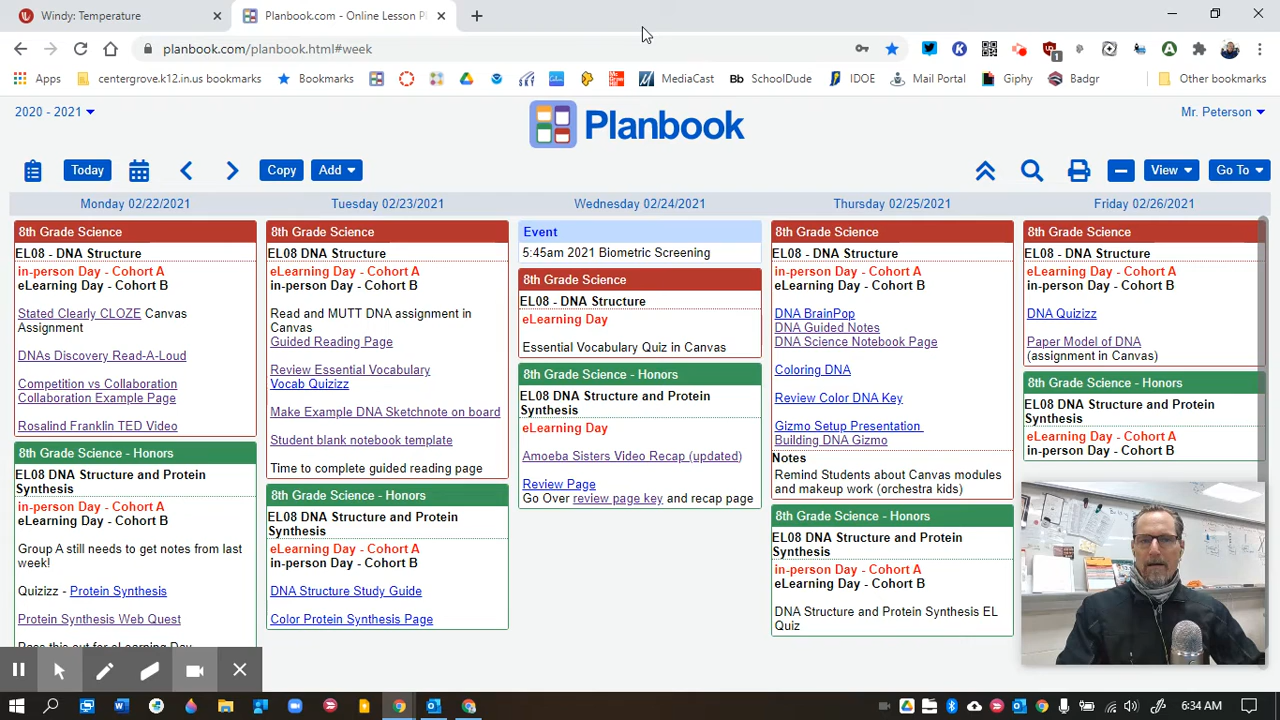 Windy: Temperature
Planbook.com - Online Lesson Pl
planbook.com/planbook.html#week
Apps
centergrove.k12.in.us bookmarks
Bookmarks
MediaCast
Bb SchoolDude
IDOE
Mail Portal
Giphy
Badgr
Other bookmarks
2020 - 2021
Planbook
Mr. Peterson
Today
Copy
Add
View
Go To
Monday 02/22/2021
8th Grade Science
EL08 - DNA Structure
in-person Day - Cohort A
eLearning Day - Cohort B
Stated Clearly CLOZE Canvas
Assignment
DNAs Discovery Read-A-Loud
Competition vs Collaboration
Collaboration Example Page
Rosalind Franklin TED Video
8th Grade Science - Honors
EL08 DNA Structure and Protein
Synthesis
in-person Day - Cohort A
eLearning Day - Cohort B
Group A still needs to get notes from last
week!
Quizizz - Protein Synthesis
Protein Synthesis Web Quest
Tuesday 02/23/2021
8th Grade Science
EL08 DNA Structure
eLearning Day - Cohort A
in-person Day - Cohort B
Read and MUTT DNA assignment in
Canvas
Guided Reading Page
Review Essential Vocabulary
Vocab Quizizz
Make Example DNA Sketchnote on board
Student blank notebook template
Time to complete guided reading page
8th Grade Science - Honors
EL08 DNA Structure and Protein
Synthesis
eLearning Day - Cohort A
in-person Day - Cohort B
DNA Structure Study Guide
Color Protein Synthesis Page
Wednesday 02/24/2021
Event
5:45am 2021 Biometric Screening
8th Grade Science
EL08 - DNA Structure
eLearning Day
Essential Vocabulary Quiz in Canvas
8th Grade Science - Honors
EL08 DNA Structure and Protein
Synthesis
eLearning Day
Amoeba Sisters Video Recap (updated)
Review Page
Go Over review page key and recap page
Thursday 02/25/2021
8th Grade Science
EL08 - DNA Structure
in-person Day - Cohort A
eLearning Day - Cohort B
DNA BrainPop
DNA Guided Notes
DNA Science Notebook Page
Coloring DNA
Review Color DNA Key
Gizmo Setup Presentation
Building DNA Gizmo
Notes
Remind Students about Canvas modules
and makeup work (orchestra kids)
8th Grade Science - Honors
EL08 DNA Structure and Protein
Synthesis
in-person Day - Cohort A
eLearning Day - Cohort B
DNA Structure and Protein Synthesis EL
Quiz
Friday 02/26/2021
8th Grade Science
EL08 - DNA Structure
eLearning Day - Cohort A
in-person Day - Cohort B
DNA Quizizz
Paper Model of DNA
(assignment in Canvas)
8th Grade Science - Honors
EL08 DNA Structure and Protein
Synthesis
eLearning Day - Cohort A
in-person Day - Cohort B
6:34 AM